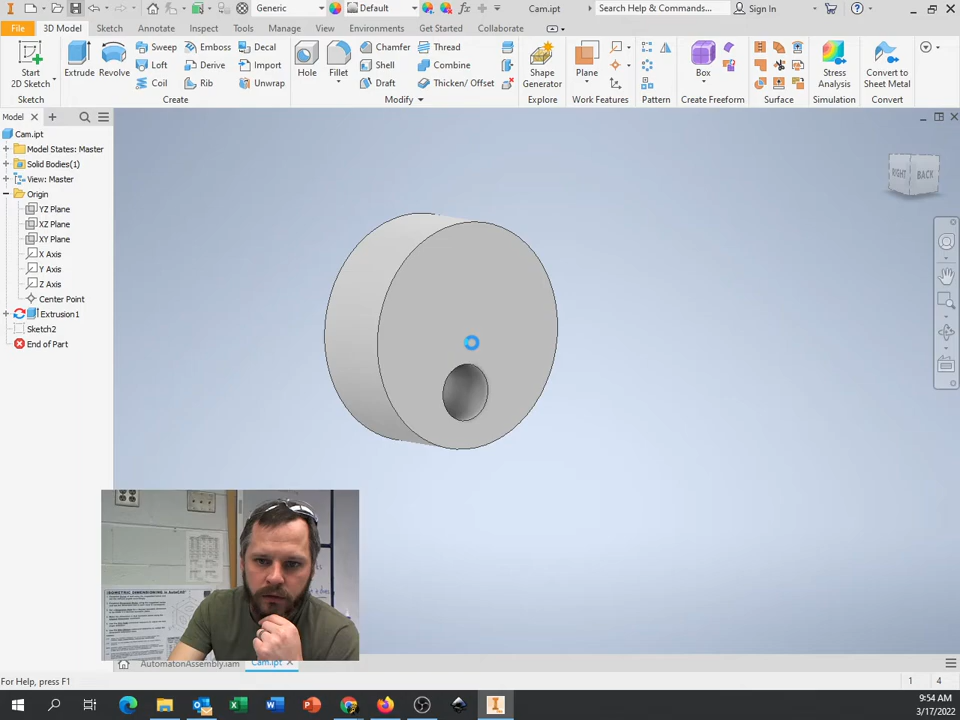 Generic
Default
Cam.ipt
Search Help & Commands...
Sign In
File
3D Model
Sketch
Annotate
Inspect
Tools
Manage
View
Environments
Get Started
Collaborate
Start
2D Sketch
Extrude
Revolve
Sweep
Loft
Coil
Emboss
Derive
Rib
Decal
Import
Unwrap
Hole
Fillet
Chamfer
Shell
Draft
Thread
Combine
Thicken/ Offset
Shape
Generator
Plane
Box
Stress
Analysis
Convert to
Sheet Metal
Sketch
Create
Modify
Explore
Work Features
Pattern
Create Freeform
Surface
Simulation
Convert
Model
Cam.ipt
Model States: Master
Solid Bodies(1)
View: Master
Origin
YZ Plane
XZ Plane
XY Plane
X Axis
Y Axis
Z Axis
Center Point
Extrusion1
Sketch2
End of Part
RIGHT
BACK
ISOMETRIC DIMENSIONING in AutoCAD
AutomatonAssembly.iam
Cam.ipt
For Help, press F1
1 4
9:54 AM
3/17/2022